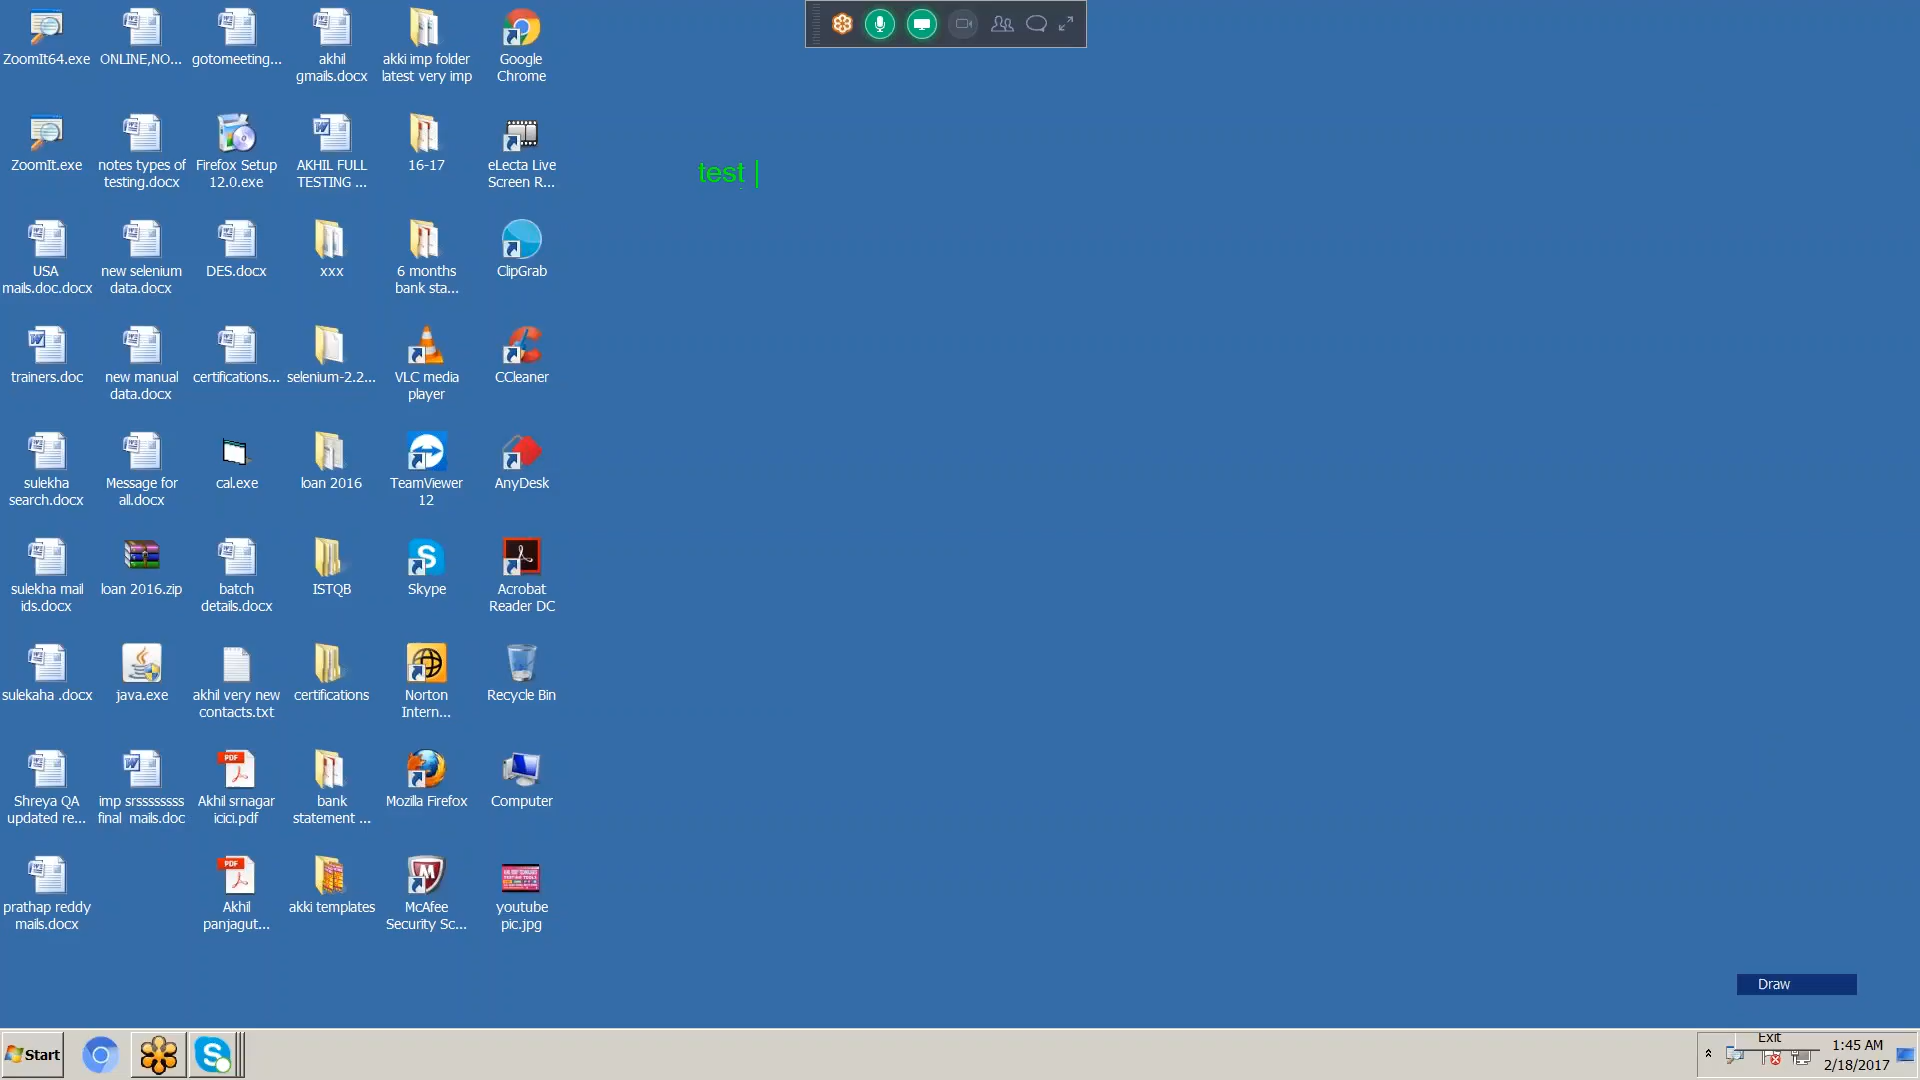 ZoomIt64.exe
ONLINE,NO...
gotomeeting...
akhil
gmails.docx
akki imp folder
latest very imp
Google
Chrome
ZoomIt.exe
notes types of
testing.docx
Firefox Setup
12.0.exe
AKHIL FULL
TESTING ...
16-17
eLecta Live
Screen R...
test
USA
mails.doc.docx
new selenium
data.docx
DES.docx
xxx
6 months
bank sta...
ClipGrab
trainers.doc
new manual
data.docx
certifications...
selenium-2.2...
VLC media
player
CCleaner
sulekha
search.docx
Message for
all.docx
cal.exe
loan 2016
TeamViewer
12
AnyDesk
sulekha mail
ids.docx
loan 2016.zip
batch
details.docx
ISTQB
Skype
Acrobat
Reader DC
sulekaha .docx
java.exe
akhil very new
contacts.txt
certifications
Norton
Intern...
Recycle Bin
Shreya QA
updated re...
imp srsssssssss
final mails.doc
Akhil srnagar
icici.pdf
bank
statement ...
Mozilla Firefox
Computer
prathap reddy
mails.docx
Akhil
panjagut...
akki templates
McAfee
Security Sc...
youtube
pic.jpg
Draw
Exit
Start
1:45 AM
2/18/2017